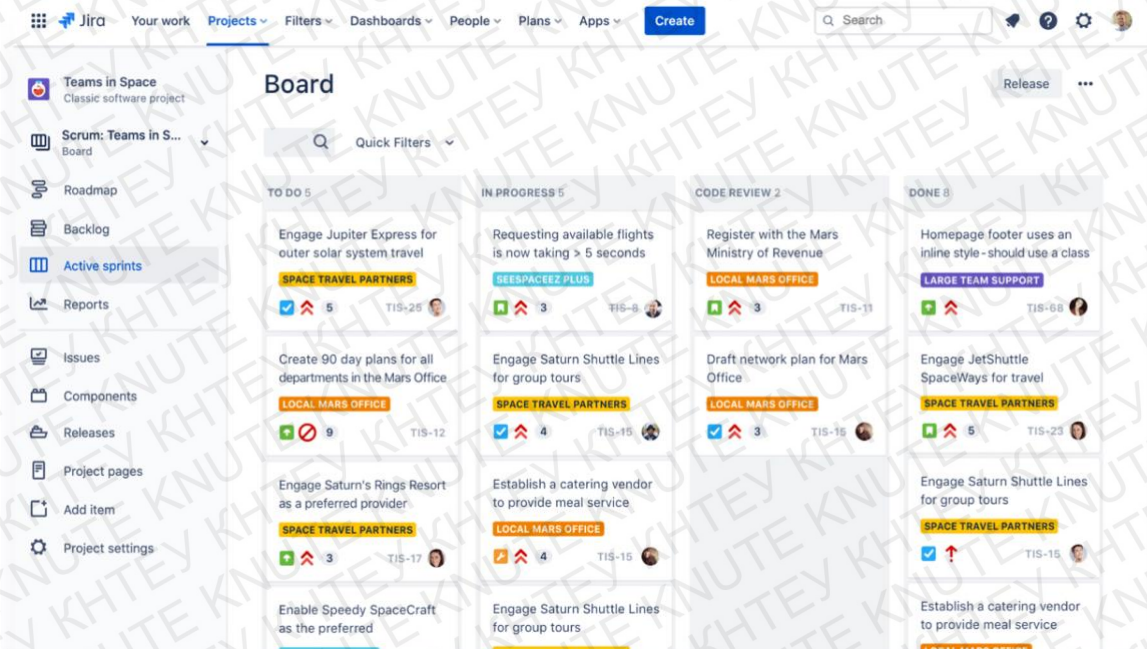 Jira Your work Projects Filters Dashboards People Plans Apps Create Search
Teams in Space
Classic software project
Scrum: Teams in S...
Board
Roadmap
Backlog
Active sprints
Reports
Issues
Components
Releases
Project pages
Add item
Project settings
Board
Release
Quick Filters
TO DO 5
Engage Jupiter Express for
outer solar system travel
SPACE TRAVEL PARTNERS
5 TIS-25
Create 90 day plans for all
departments in the Mars Office
LOCAL MARS OFFICE
9 TIS-12
Engage Saturn's Rings Resort
as a preferred provider
SPACE TRAVEL PARTNERS
3 TIS-17
Enable Speedy SpaceCraft
as the preferred
IN PROGRESS 5
Requesting available flights
is now taking > 5 seconds
SEESPACEEZ PLUS
3 TIS-8
Engage Saturn Shuttle Lines
for group tours
SPACE TRAVEL PARTNERS
4 TIS-15
Establish a catering vendor
to provide meal service
LOCAL MARS OFFICE
4 TIS-15
Engage Saturn Shuttle Lines
for group tours
CODE REVIEW 2
Register with the Mars
Ministry of Revenue
LOCAL MARS OFFICE
3 TIS-11
Draft network plan for Mars
Office
LOCAL MARS OFFICE
3 TIS-15
DONE 8
Homepage footer uses an
inline style-should use a class
LARGE TEAM SUPPORT
TIS-68
Engage JetShuttle
SpaceWays for travel
SPACE TRAVEL PARTNERS
5 TIS-23
Engage Saturn Shuttle Lines
for group tours
SPACE TRAVEL PARTNERS
TIS-15
Establish a catering vendor
to provide meal service
LOCAL MARS OFFICE
KHTEY KNUTE